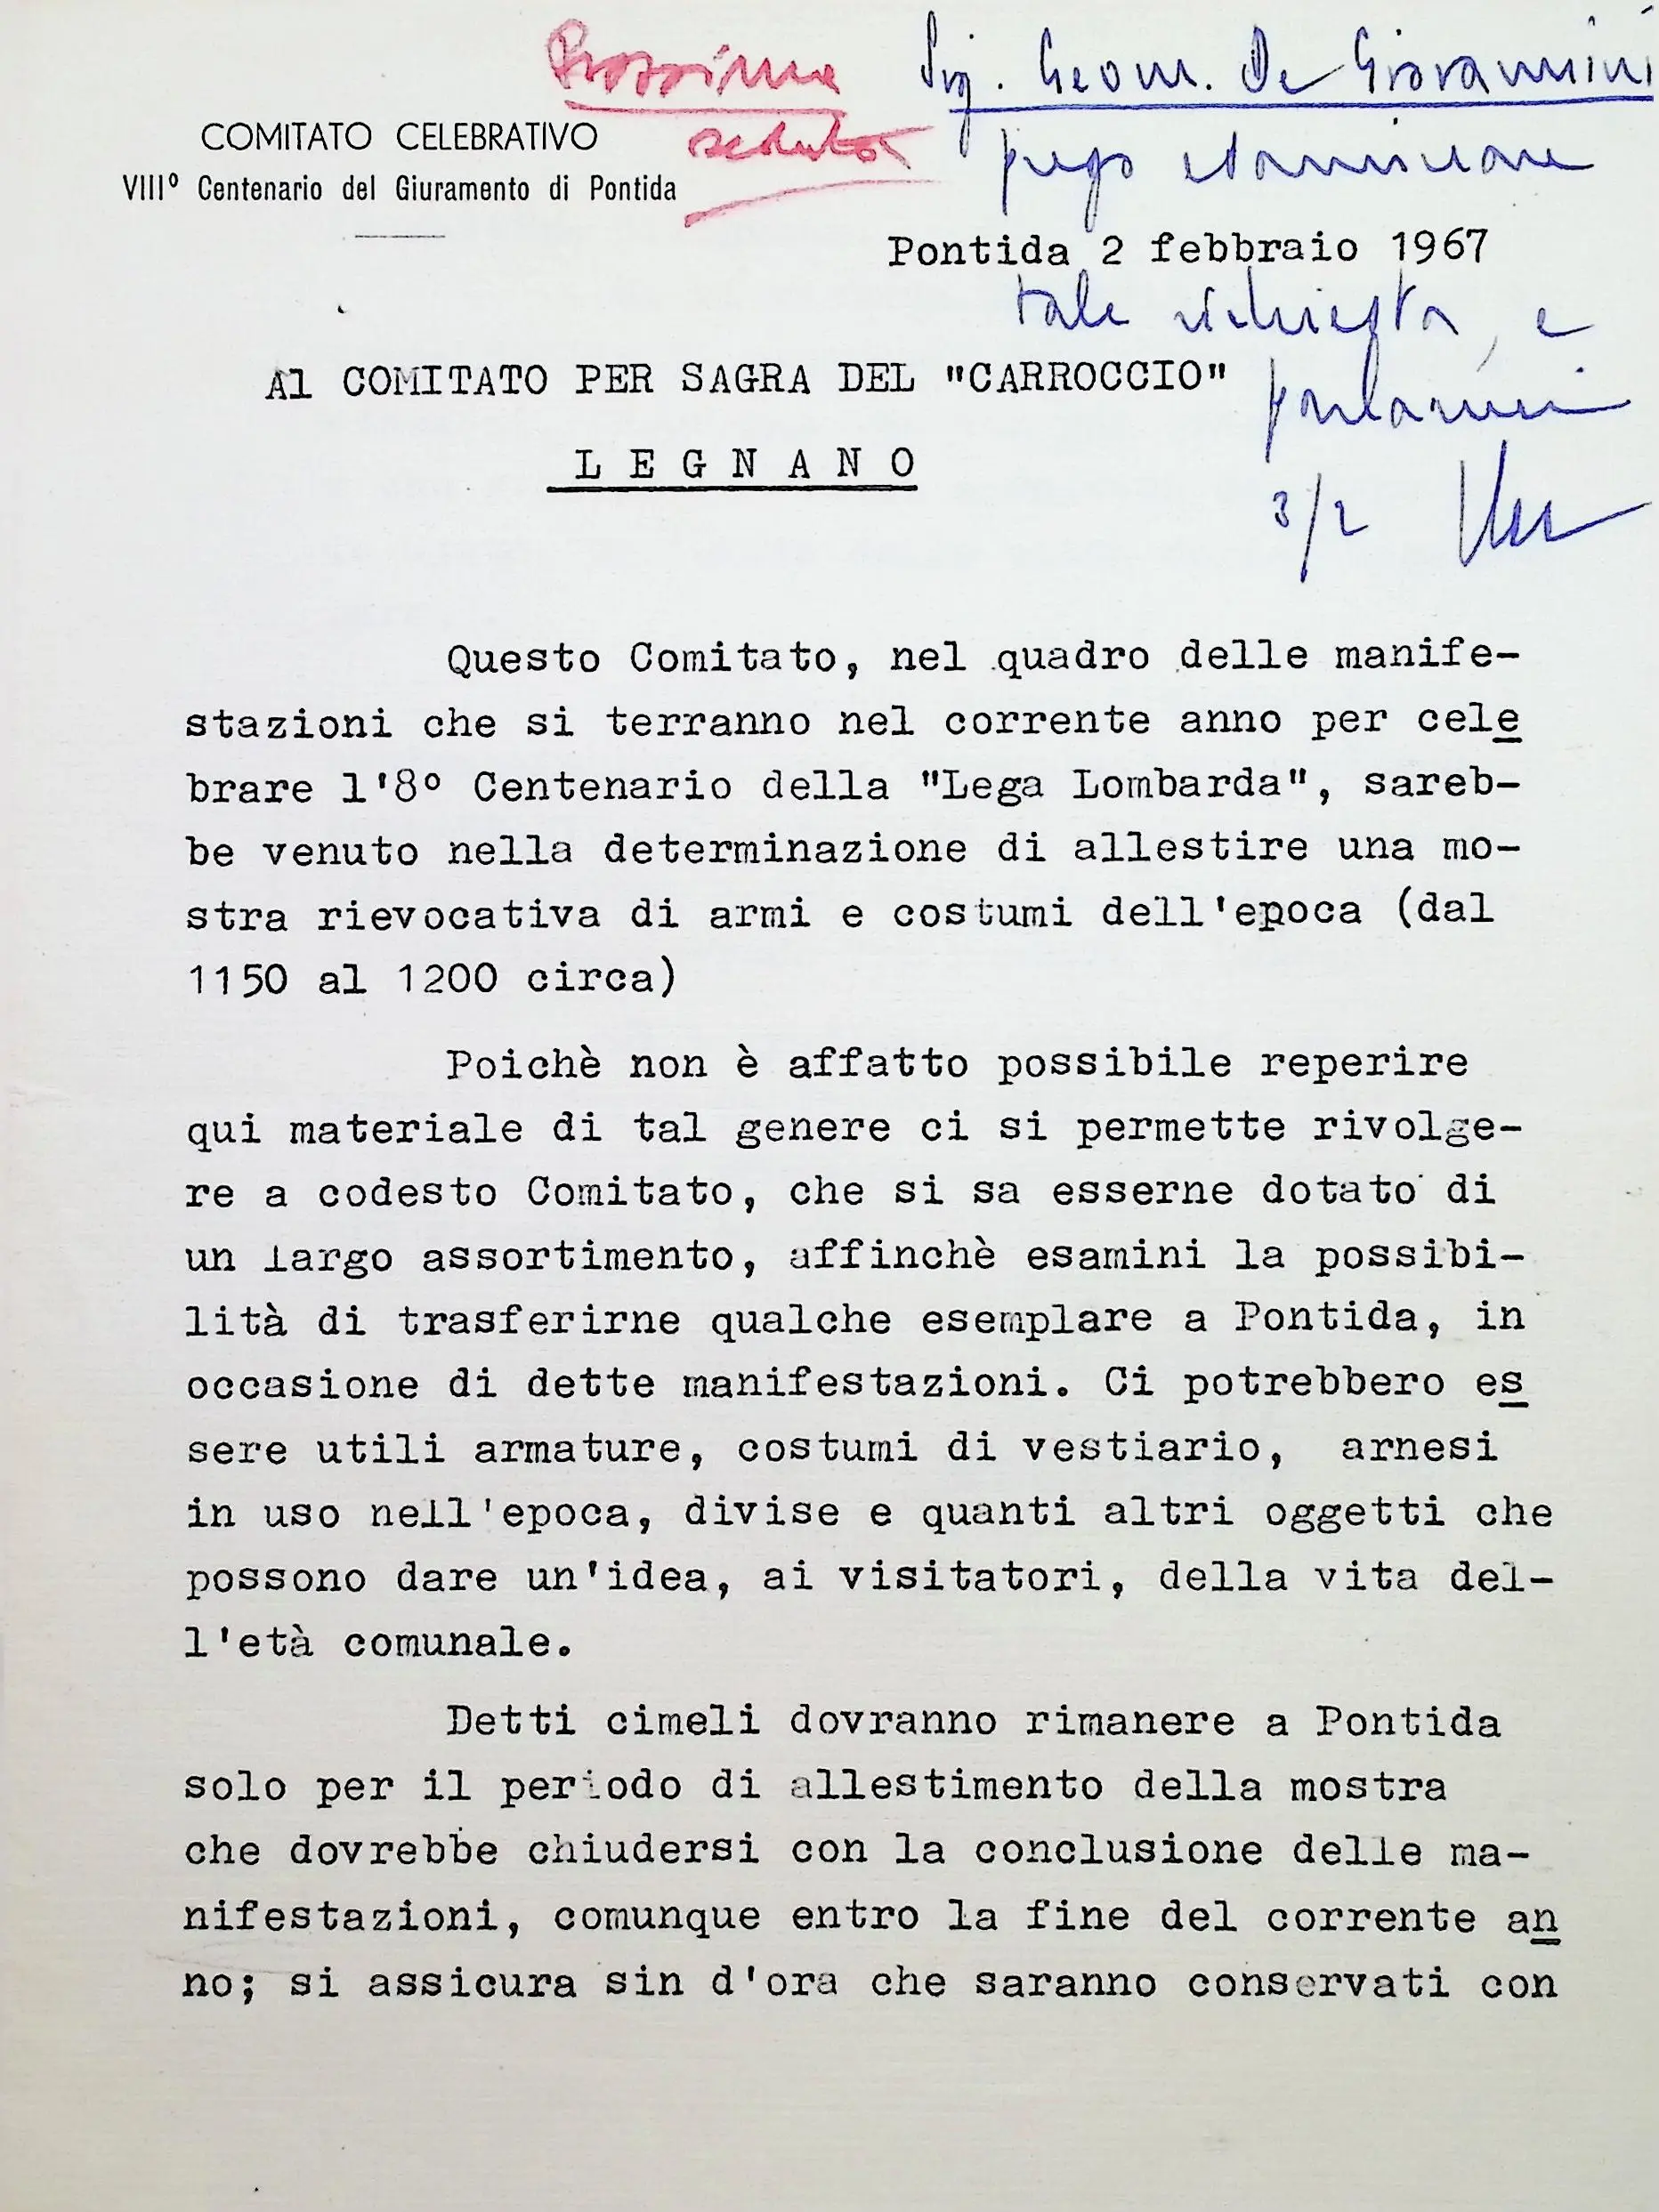 Prossima
seduta
Sig. Geom. De Giovannini
prego esaminare
tale richiesta, e
parlarmi
3/2
COMITATO CELEBRATIVO
VIII° Centenario del Giuramento di Pontida
Pontida 2 febbraio 1967
Al COMITATO PER SAGRA DEL "CARROCCIO"
L E G N A N O
Questo Comitato, nel quadro delle manife-
stazioni che si terranno nel corrente anno per cele
brare l'8° Centenario della "Lega Lombarda", sareb-
be venuto nella determinazione di allestire una mo-
stra rievocativa di armi e costumi dell'epoca (dal
1150 al 1200 circa)
Poichè non è affatto possibile reperire
qui materiale di tal genere ci si permette rivolge-
re a codesto Comitato, che si sa esserne dotato di
un largo assortimento, affinchè esamini la possibi-
lità di trasferirne qualche esemplare a Pontida, in
occasione di dette manifestazioni. Ci potrebbero es
sere utili armature, costumi di vestiario, arnesi
in uso nell'epoca, divise e quanti altri oggetti che
possono dare un'idea, ai visitatori, della vita del-
l'età comunale.
Detti cimeli dovranno rimanere a Pontida
solo per il periodo di allestimento della mostra
che dovrebbe chiudersi con la conclusione delle ma-
nifestazioni, comunque entro la fine del corrente an
no; si assicura sin d'ora che saranno conservati con